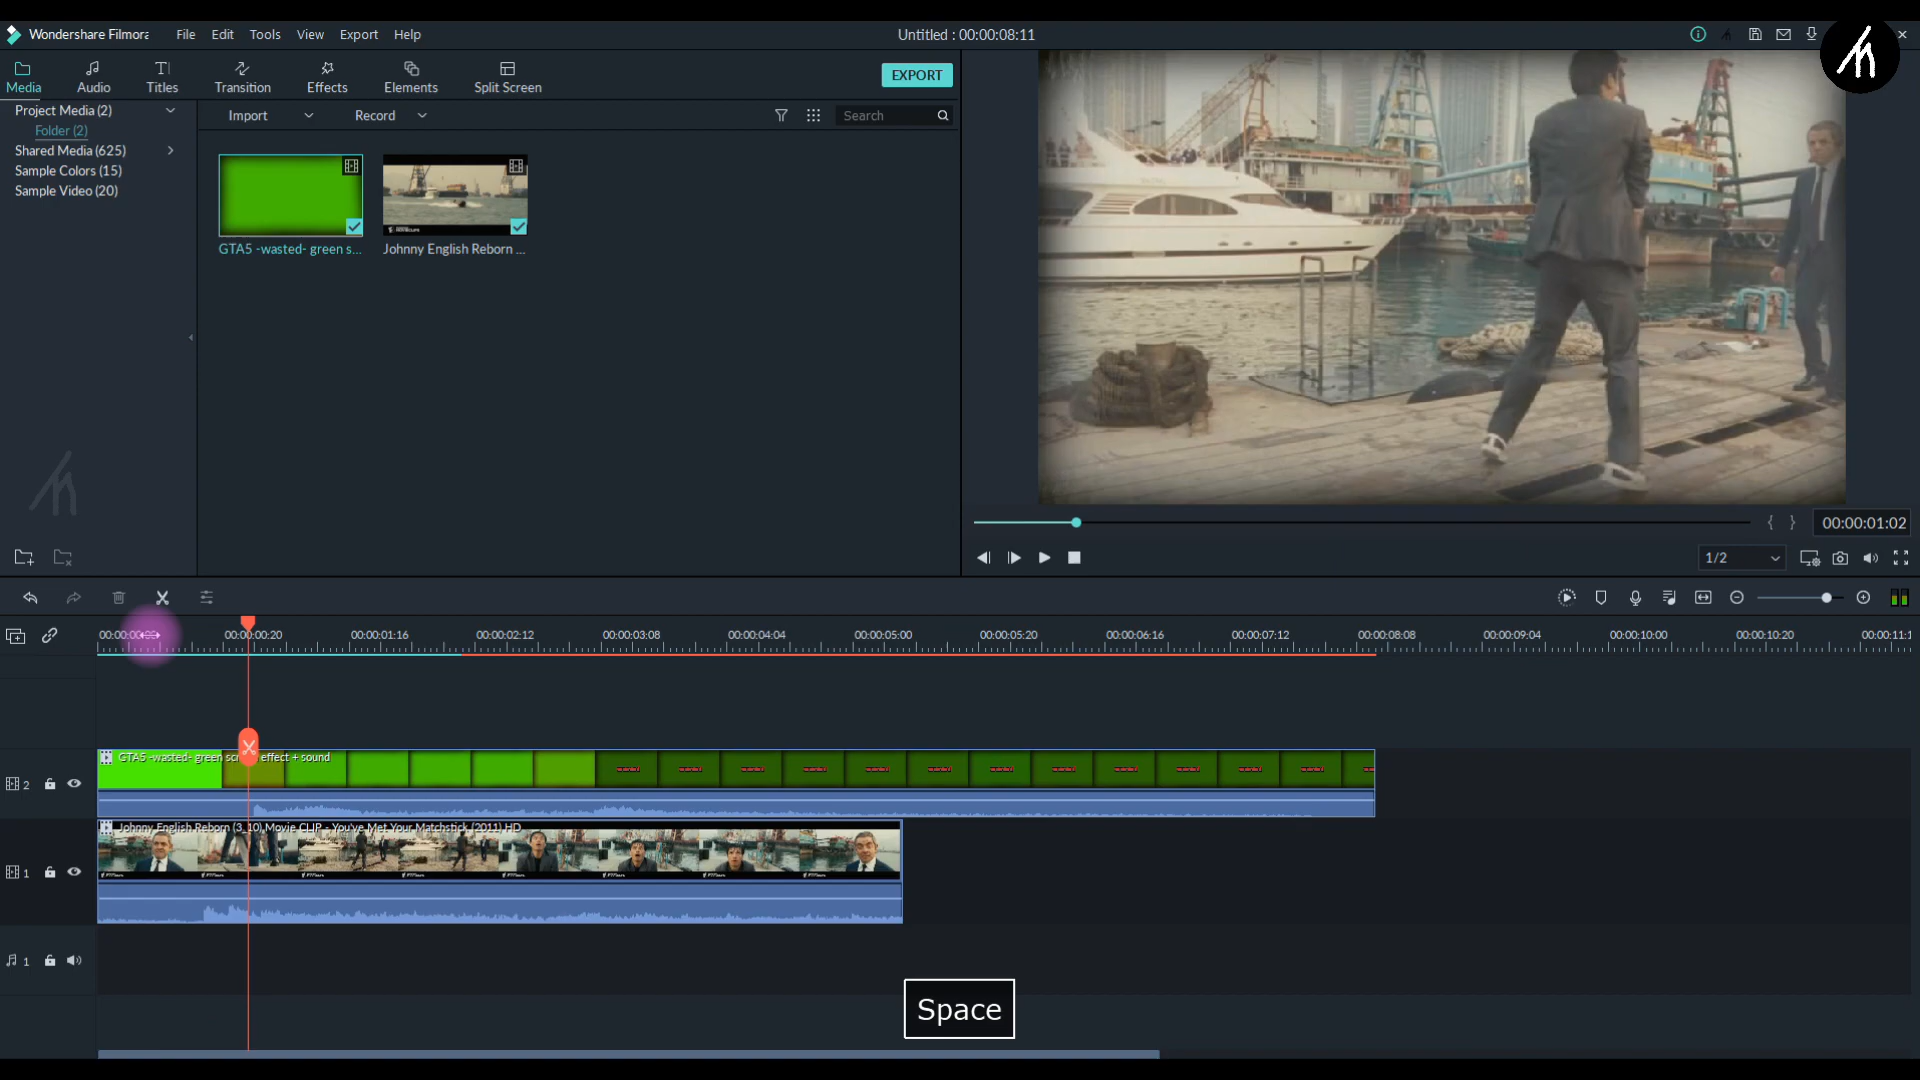 Wondershare Filmora
File Edit Tools View Export Help
Untitled : 00:00:08:11
Media Audio Titles Transition Effects Elements Split Screen
EXPORT
Project Media (2)
Folder (2)
Shared Media (625)
Sample Colors (15)
Sample Video (20)
Import Record Search
GTA5 -wasted- green s... Johnny English Reborn ...
00:00:01:02
1/2
00:00:00:20 00:00:01:16 00:00:02:12 00:00:03:08 00:00:04:04 00:00:05:00 00:00:05:20 00:00:06:16 00:00:07:12 00:00:08:08 00:00:09:04 00:00:10:00 00:00:10:20 00:00:11:1
GTA5 -wasted- green screen effect + sound
2
Johnny English Reborn (3_10) Movie CLIP - You've Met Your Matchstick (2011) HD
1
1
Space